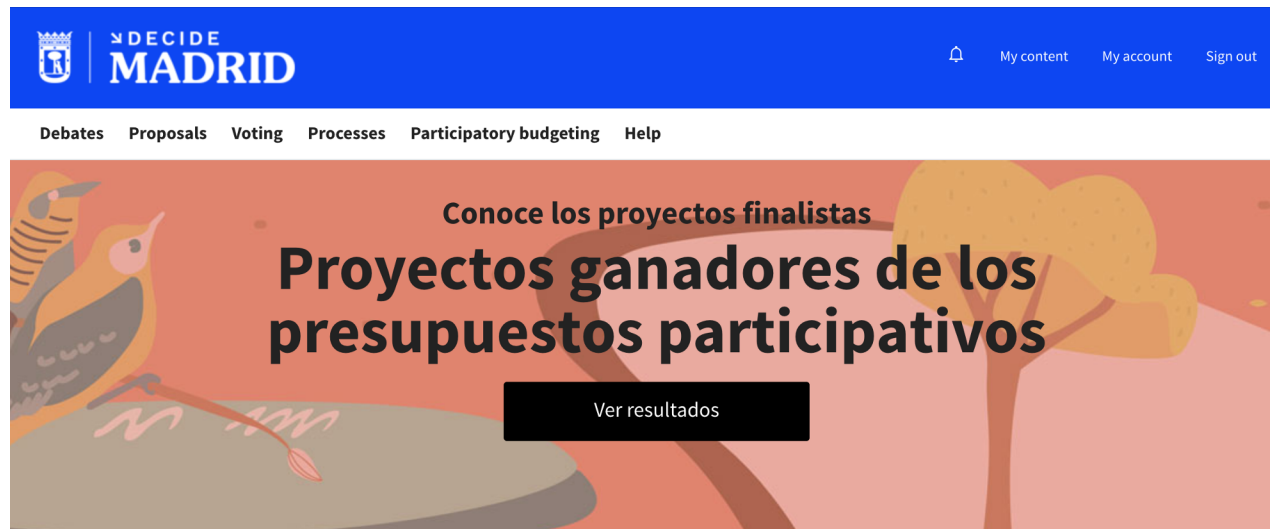 DECIDE
MADRID
My content My account Sign out
Debates Proposals Voting Processes Participatory budgeting Help
Conoce los proyectos finalistas
Proyectos ganadores de los
presupuestos participativos
Ver resultados